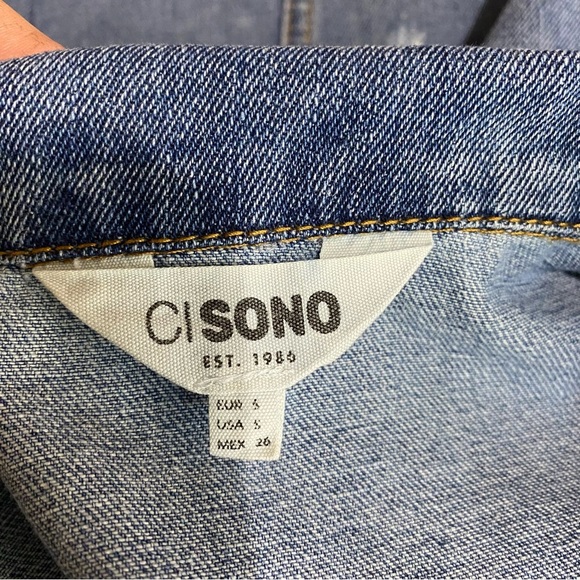 CISONO
EST. 1986
EUR S
USA S
MEX 26